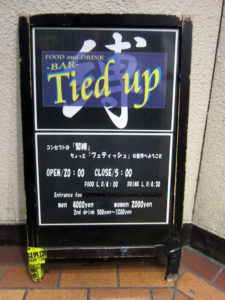 FOOD and DRINK
-BAR-
縛
Tied up
コンセプトは「緊縛」
ちょっと「フェティッシュ」な世界へようこそ
OPEN/20:00 CLOSE/5:00
FOOD L.O/4:00 DRINK L.O/4:30
Entrance fee
men 4000yen women 2000yen
2nd drink 500yen~1200yen